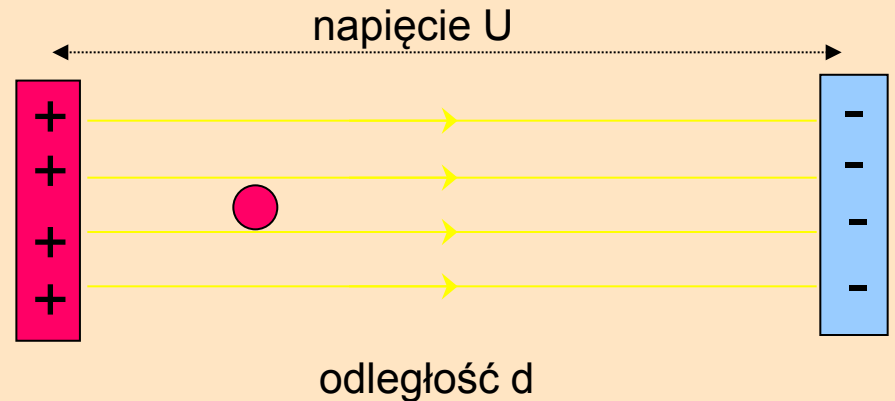 napięcie U
+ -
+ -
+ -
+ -
odległość d